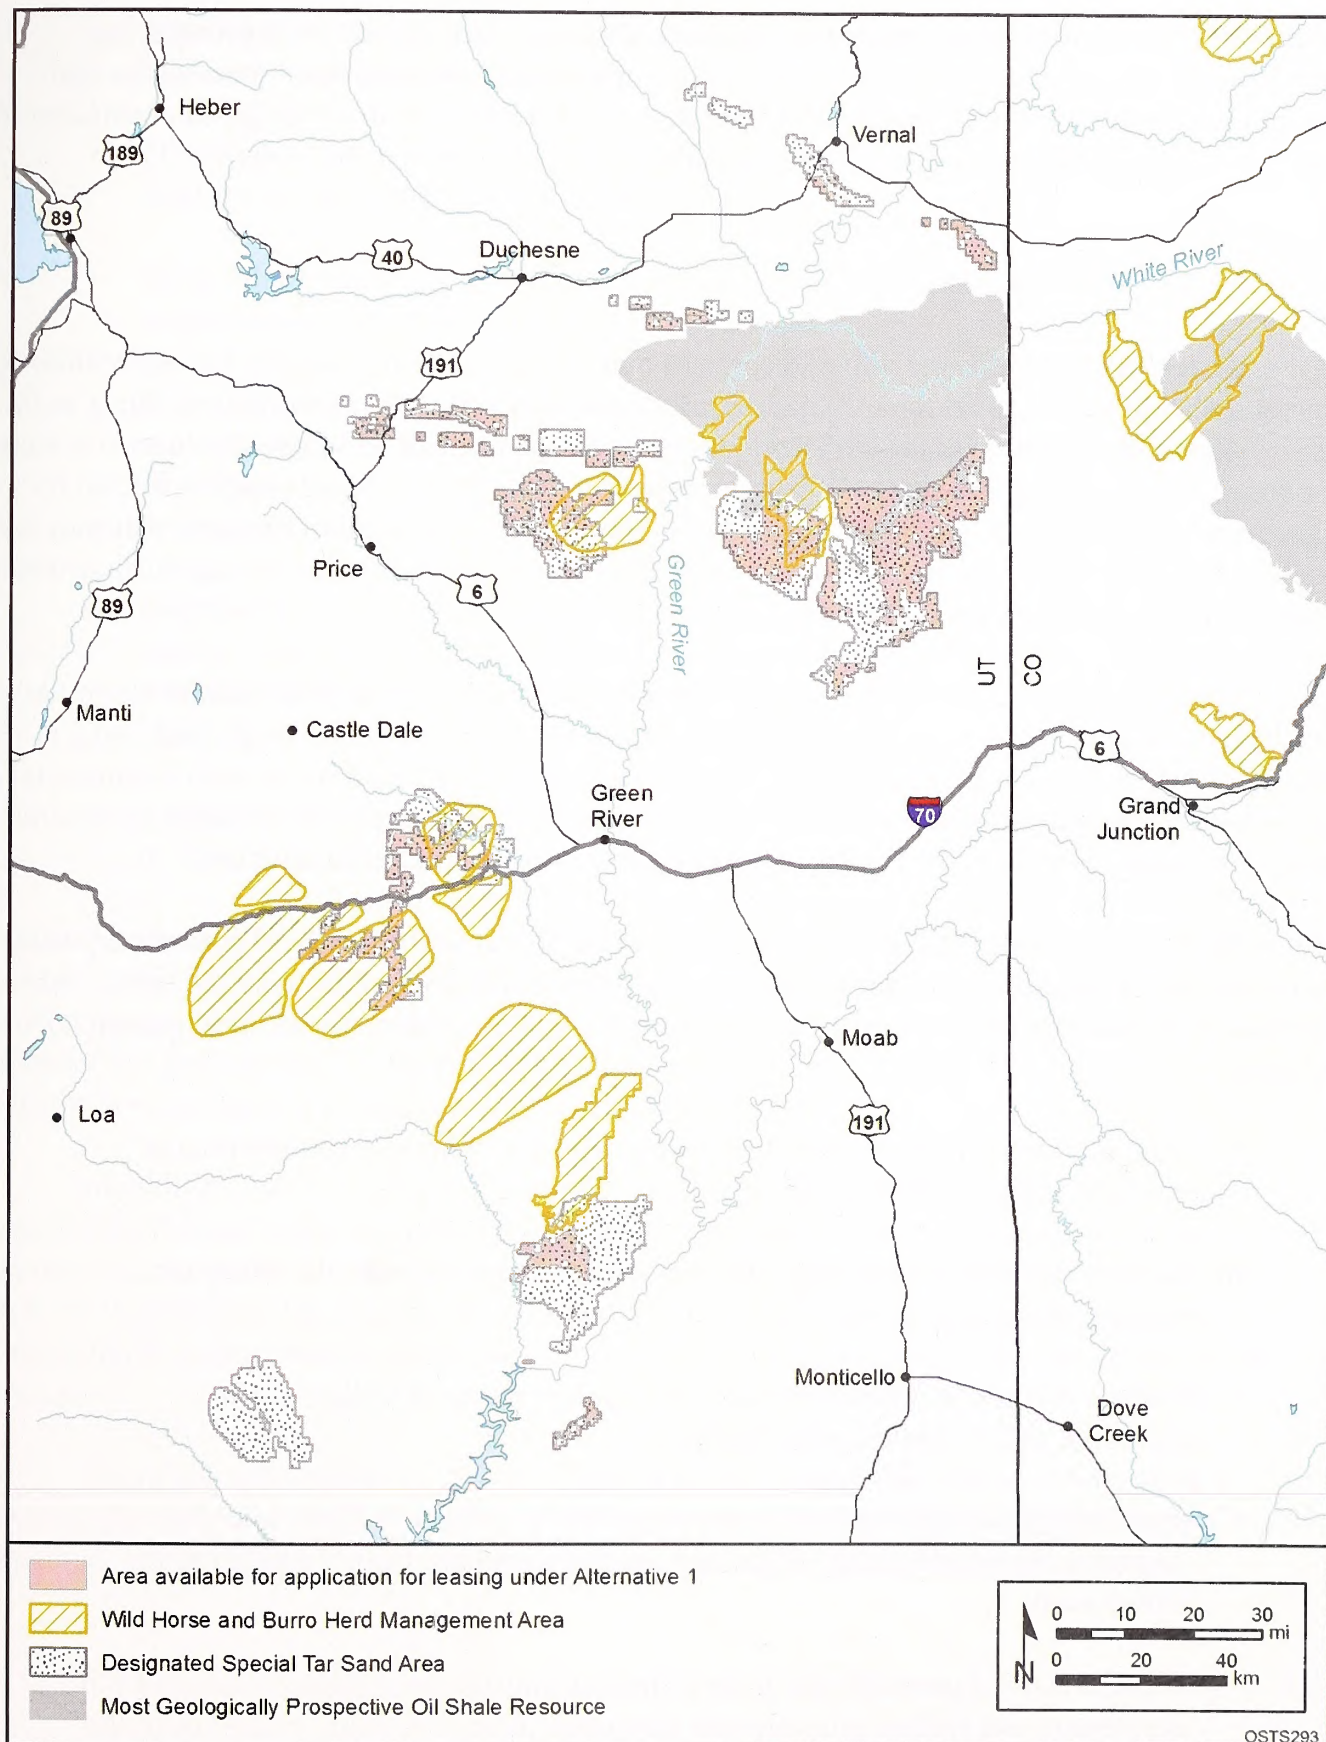 Heber
189
Vernal
89
40
Duchesne
White River
191
Price
6
Green River
89
UT
CO
Manti
Castle Dale
6
Green
River
70
Grand
Junction
Moab
Loa
191
Monticello
Dove
Creek
Area available for application for leasing under Alternative 1
Wild Horse and Burro Herd Management Area
Designated Special Tar Sand Area
Most Geologically Prospective Oil Shale Resource
N
0 10 20 30
mi
0 20 40
km
OSTS293